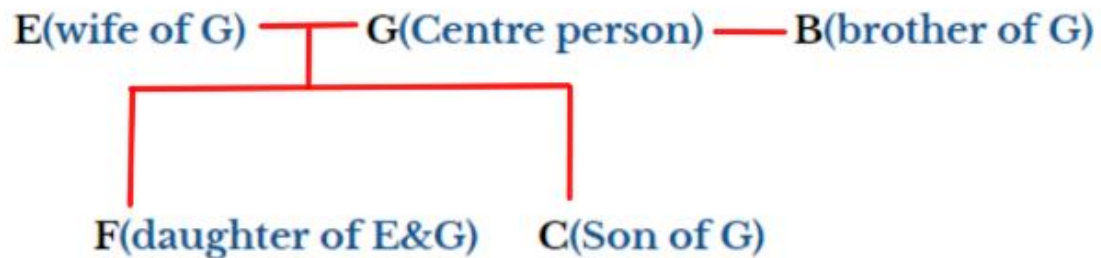 E(wife of G) G(Centre person) B(brother of G)
F(daughter of E&G) C(Son of G)